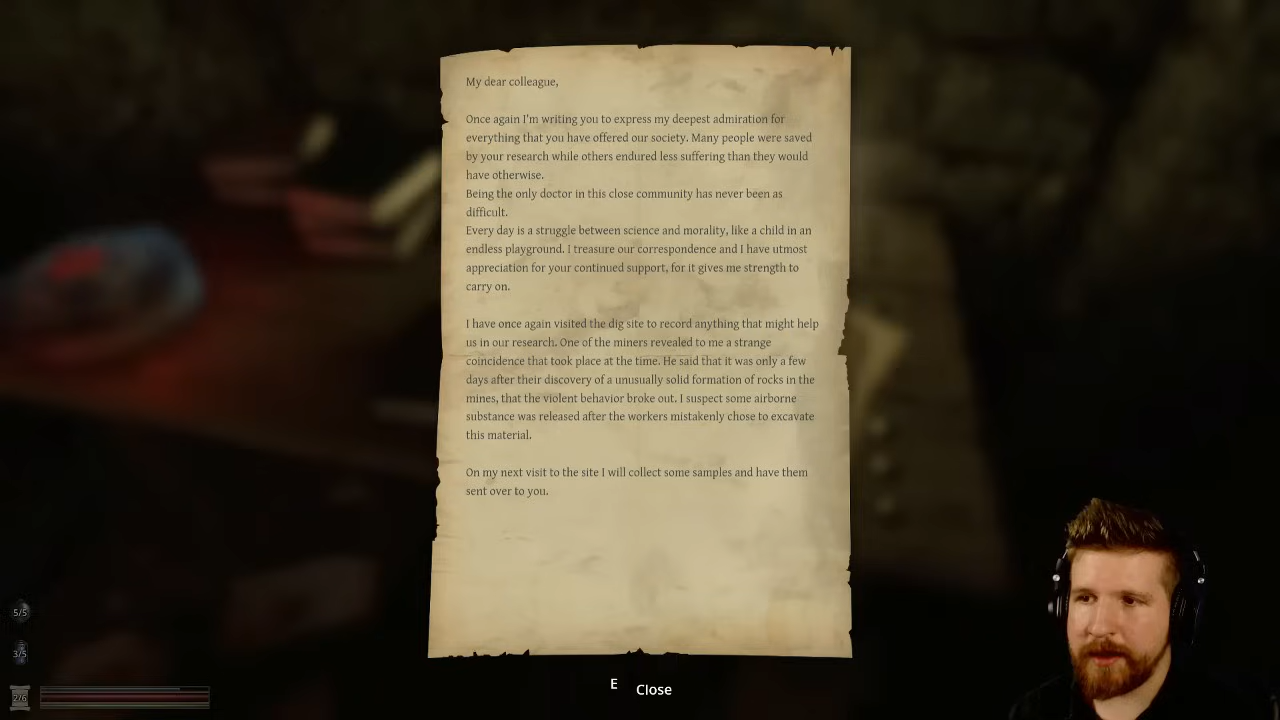 My dear colleague,
Once again I'm writing you to express my deepest admiration for
everything that you have offered our society. Many people were saved
by your research while others endured less suffering than they would
have otherwise.
Being the only doctor in this close community has never been as
difficult.
Every day is a struggle between science and morality, like a child in an
endless playground. I treasure our correspondence and I have utmost
appreciation for your continued support, for it gives me strength to
carry on.
I have once again visited the dig site to record anything that might help
us in our research. One of the miners revealed to me a strange
coincidence that took place at the time. He said that it was only a few
days after their discovery of a unusually solid formation of rocks in the
mines, that the violent behavior broke out. I suspect some airborne
substance was released after the workers mistakenly chose to excavate
this material.
On my next visit to the site I will collect some samples and have them
sent over to you.
5/5
3/5
2/6
E Close